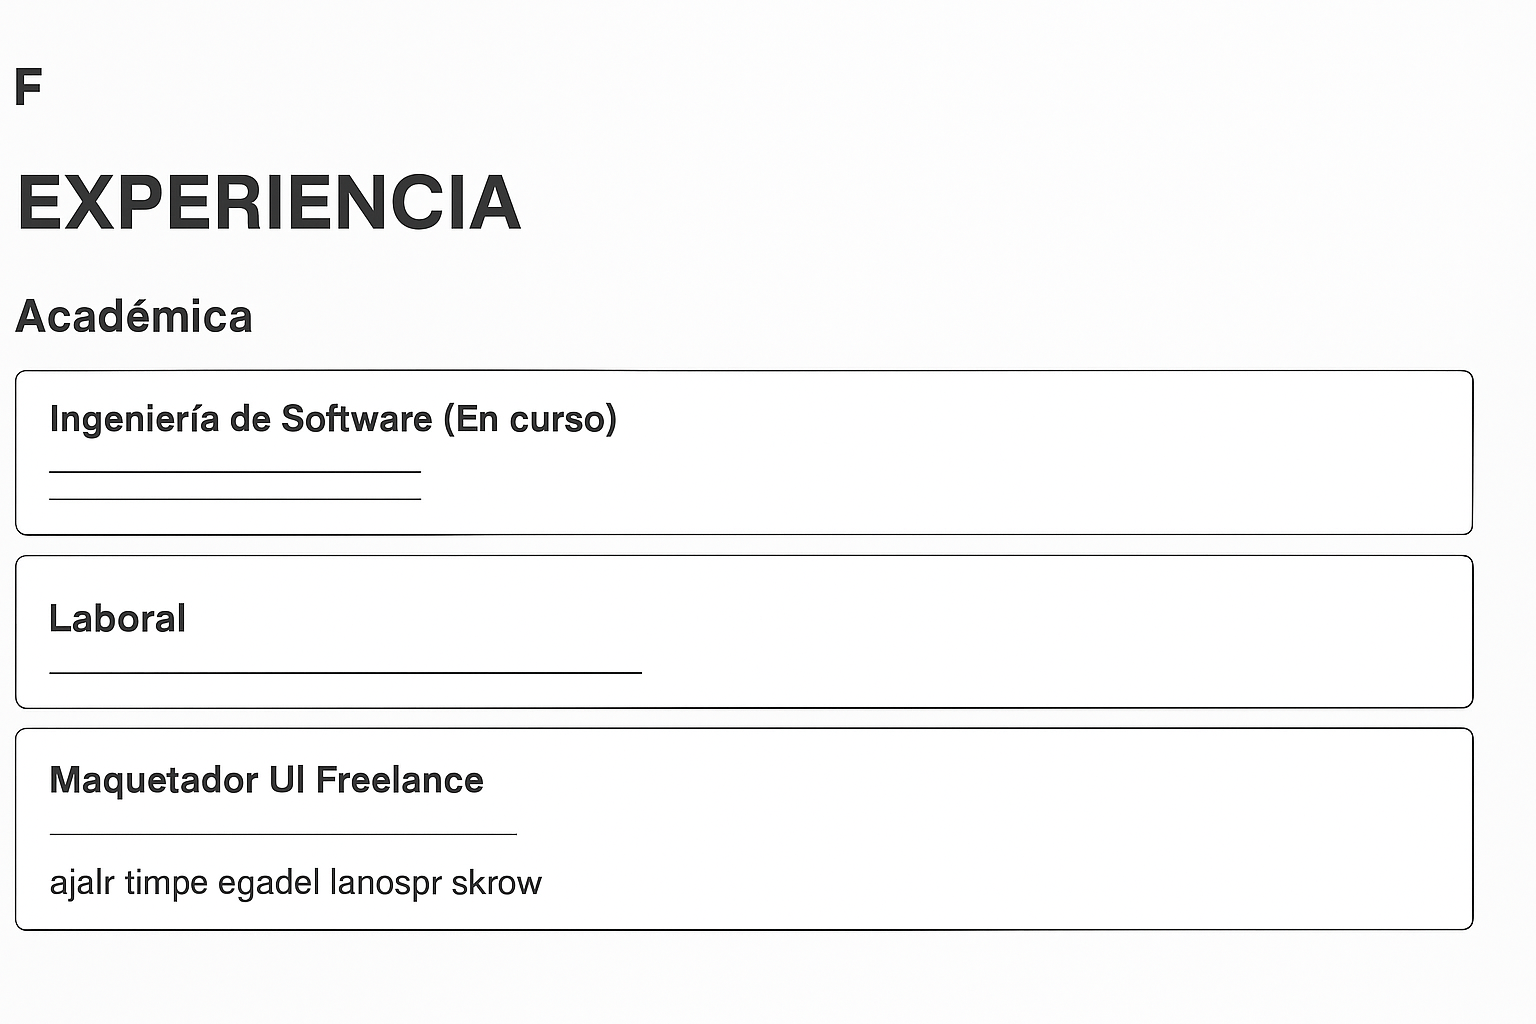 F
EXPERIENCIA
Académica
Ingeniería de Software (En curso)
Laboral
Maquetador UI Freelance
ajalr timpe egadel lanospr skrow